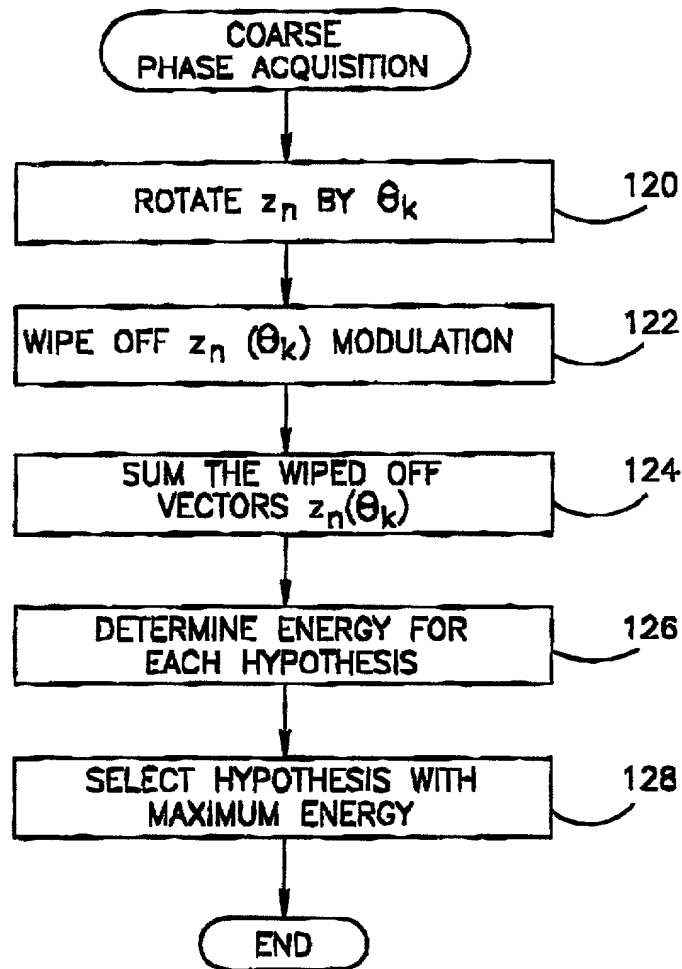 COARSE
PHASE ACQUISITION
ROTATE zn BY θk
120
WIPE OFF zn (θk) MODULATION
122
SUM THE WIPED OFF
VECTORS zn(θk)
124
DETERMINE ENERGY FOR
EACH HYPOTHESIS
126
SELECT HYPOTHESIS WITH
MAXIMUM ENERGY
128
END